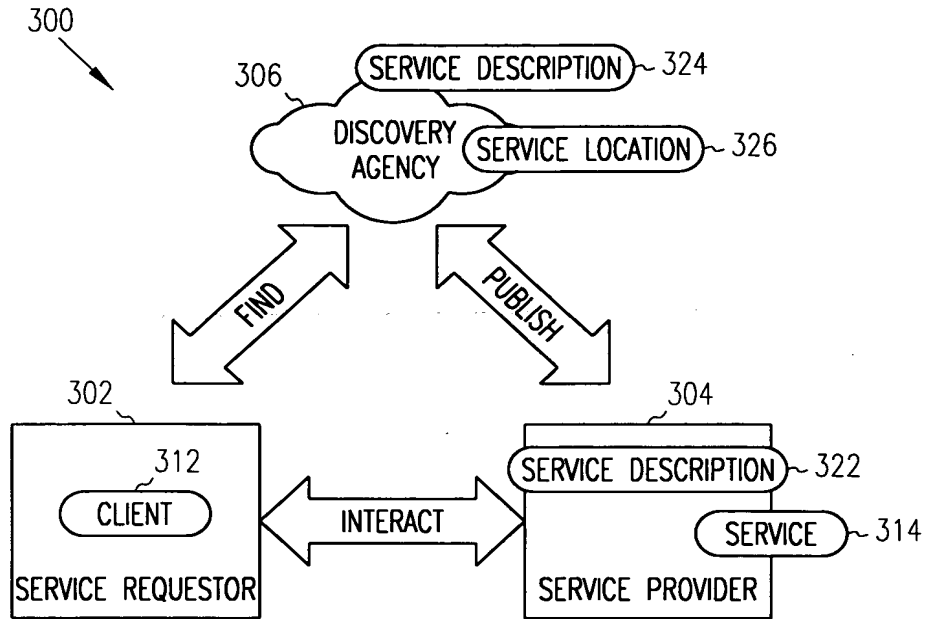 300
306
SERVICE DESCRIPTION
324
DISCOVERY
AGENCY
SERVICE LOCATION
326
FIND
PUBLISH
302
304
312
CLIENT
SERVICE REQUESTOR
INTERACT
SERVICE DESCRIPTION
322
SERVICE
314
SERVICE PROVIDER